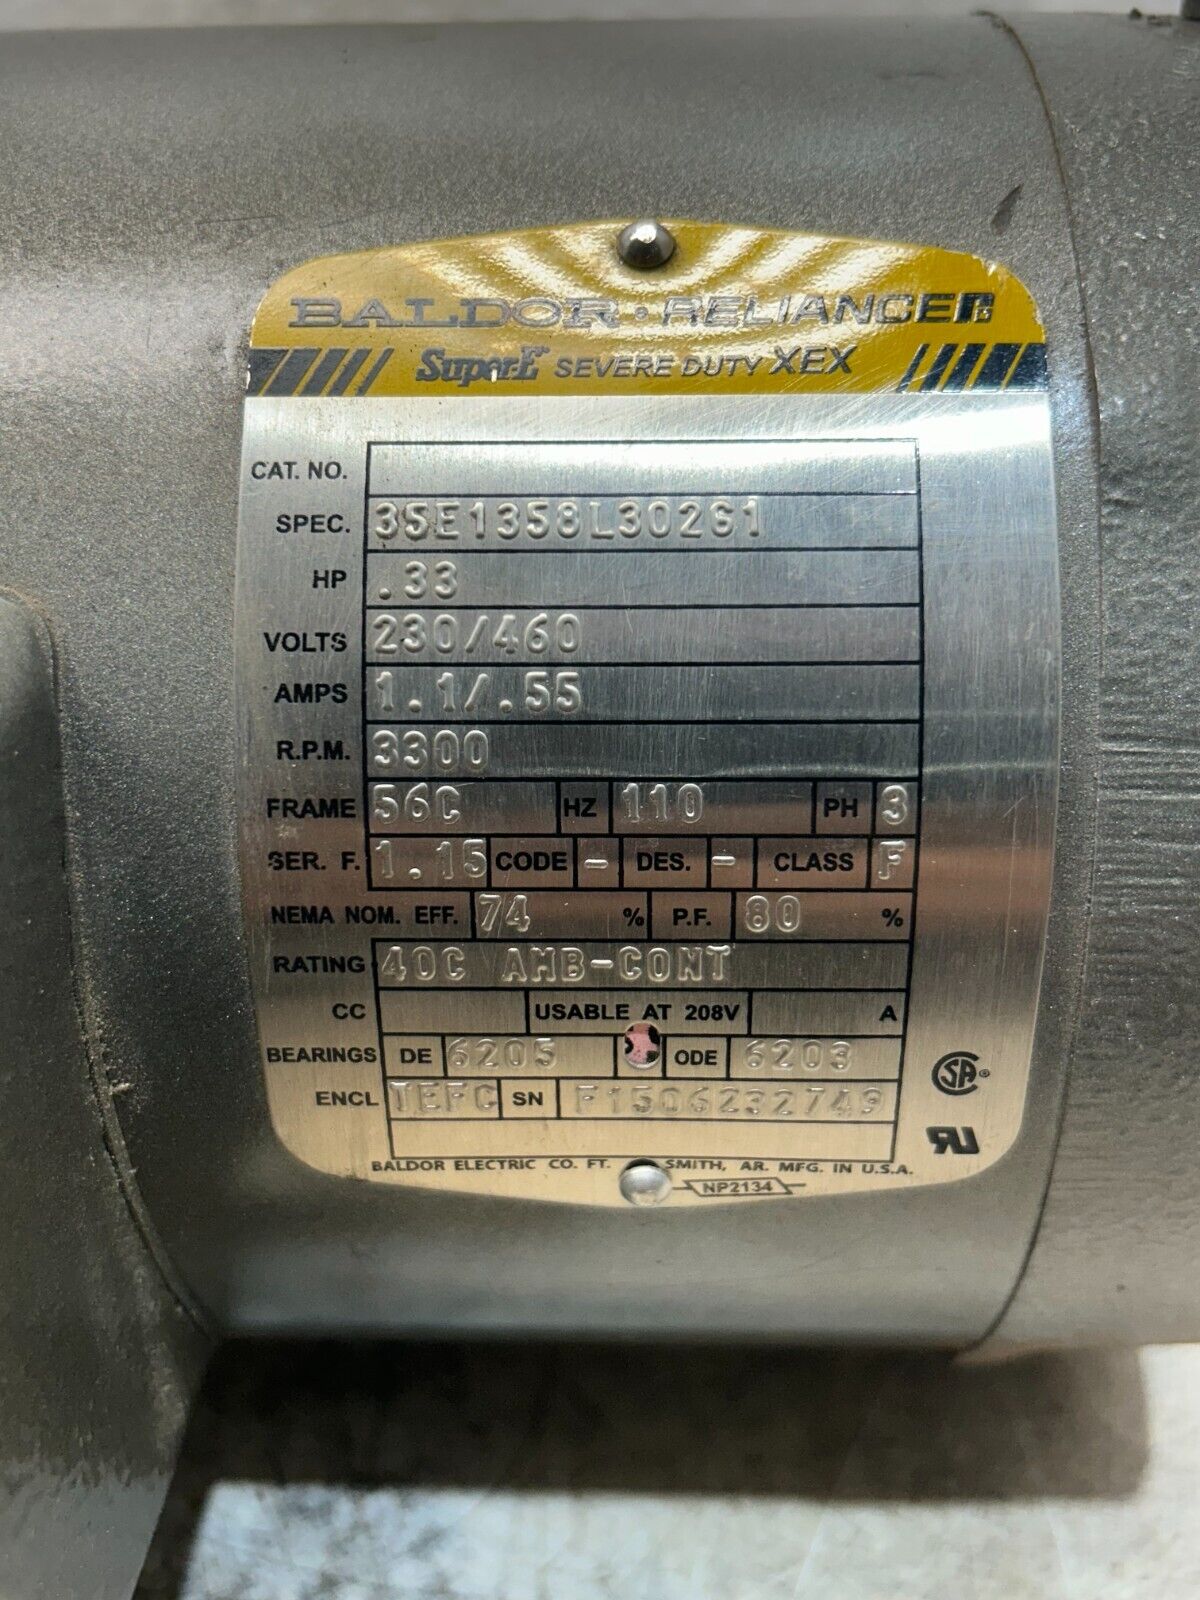 BALDOR · RELIANCER
SuperE SEVERE DUTY XEX
CAT. NO.
SPEC. 35E1358L302G1
HP .33
VOLTS 230/460
AMPS 1.1/.55
R.P.M. 3300
FRAME 56C HZ 110 PH 3
SER. F. 1.15 CODE - DES. - CLASS F
NEMA NOM. EFF. 74 % P.F. 80 %
RATING 40C AMB-CONT
CC USABLE AT 208V A
BEARINGS DE 6205 ODE 6203
ENCL TEFC SN F1506232749
BALDOR ELECTRIC CO. FT. SMITH, AR. MFG. IN U.S.A.
NP2134